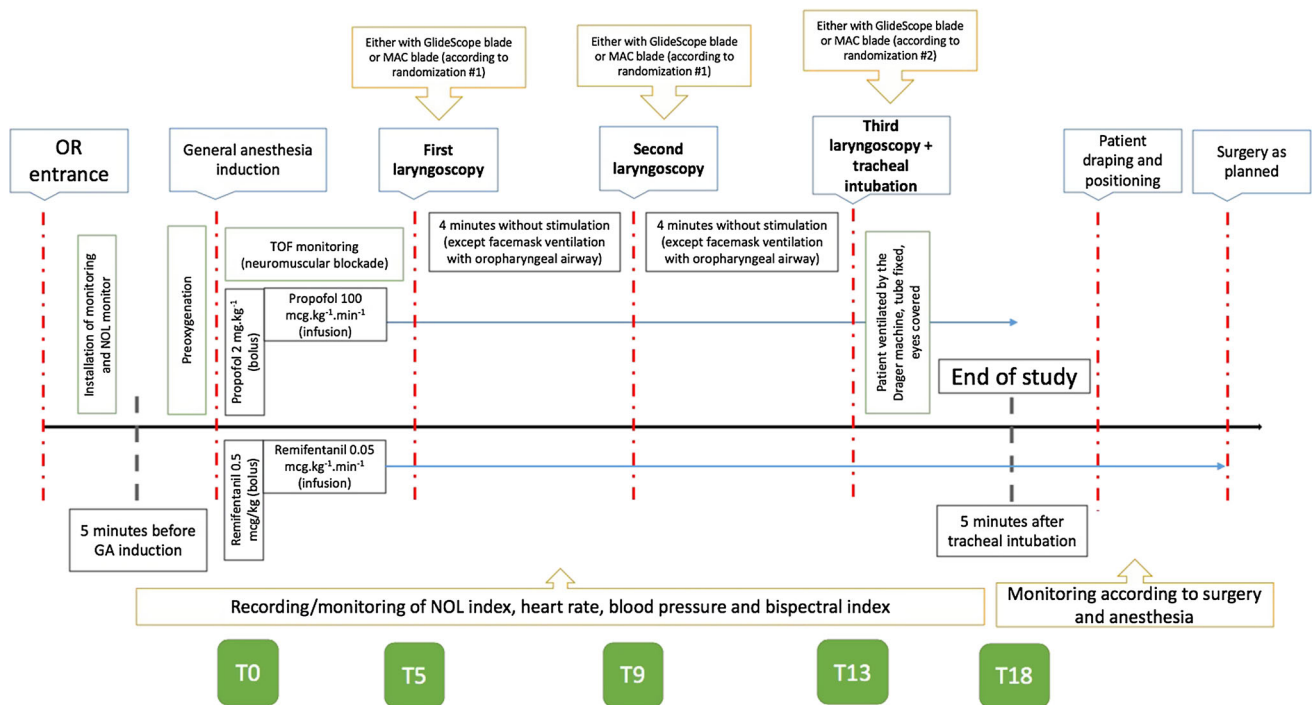 Either with GlideScope blade
or MAC blade (according to
randomization #1)
Either with GlideScope blade
or MAC blade (according to
randomization #1)
Either with GlideScope blade
or MAC blade (according to
randomization #2)
OR
entrance
General anesthesia
induction
First
laryngoscopy
Second
laryngoscopy
Third
laryngoscopy +
tracheal
intubation
Patient
draping and
positioning
Surgery as
planned
Installation of monitoring
and NOL monitor
Preoxygenation
TOF monitoring
(neuromuscular blockade)
4 minutes without stimulation
(except facemask ventilation
with oropharyngeal airway)
4 minutes without stimulation
(except facemask ventilation
with oropharyngeal airway)
Propofol 2 mg.kg⁻¹
(bolus)
Propofol 100
mcg.kg⁻¹.min⁻¹
(infusion)
Patient ventilated by the
Drager machine, tube fixed,
eyes covered
End of study
Remifentanil 0.5
mcg/kg (bolus)
Remifentanil 0.05
mcg.kg⁻¹.min⁻¹
(infusion)
5 minutes before
GA induction
5 minutes after
tracheal intubation
Recording/monitoring of NOL index, heart rate, blood pressure and bispectral index
Monitoring according to surgery
and anesthesia
T0
T5
T9
T13
T18